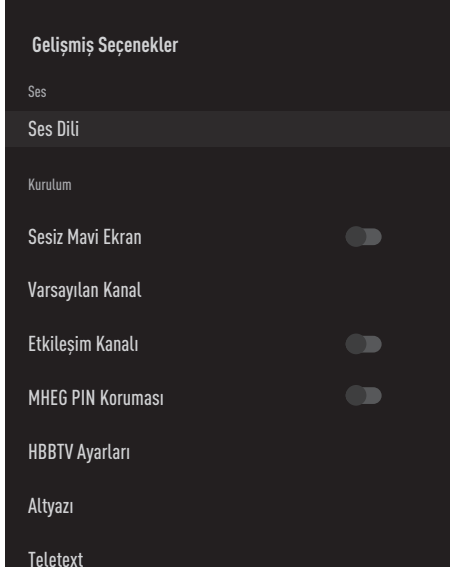 Gelişmiş Seçenekler
Ses
Ses Dili
Kurulum
Sesiz Mavi Ekran
Varsayılan Kanal
Etkileşim Kanalı
MHEG PIN Koruması
HBBTV Ayarları
Altyazı
Teletext